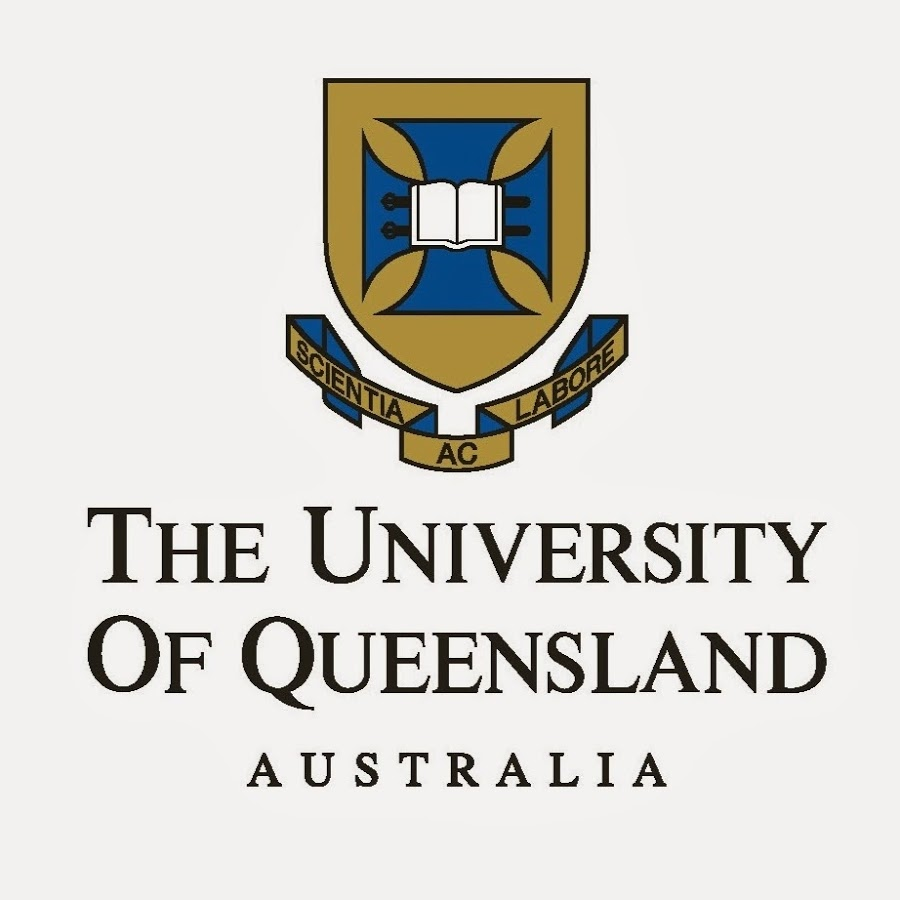 SCIENTIA AC LABORE
THE UNIVERSITY
OF QUEENSLAND
AUSTRALIA